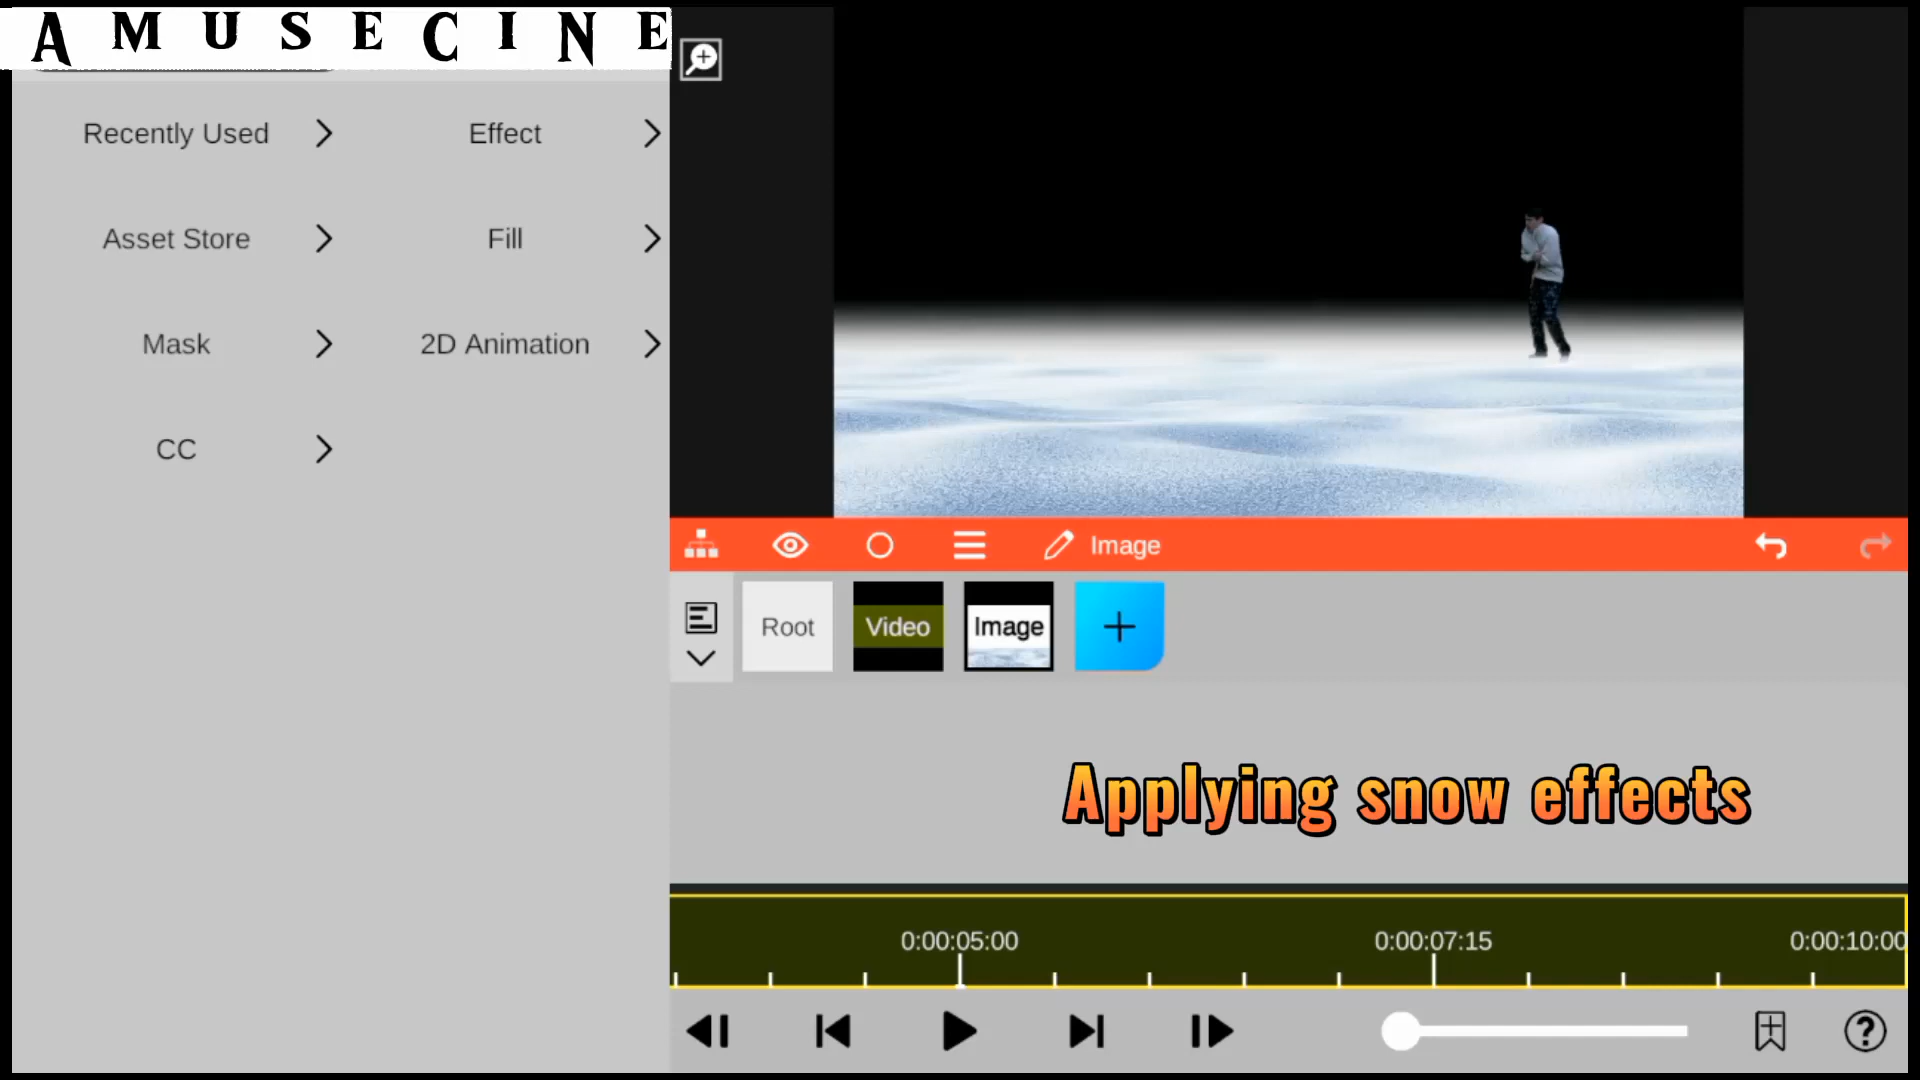 AMUSECINE
Recently Used
Effect
Asset Store
Fill
Mask
2D Animation
CC
Image
Root
Video
Image
Applying snow effects
0:00:05:00
0:00:07:15
0:00:10:00